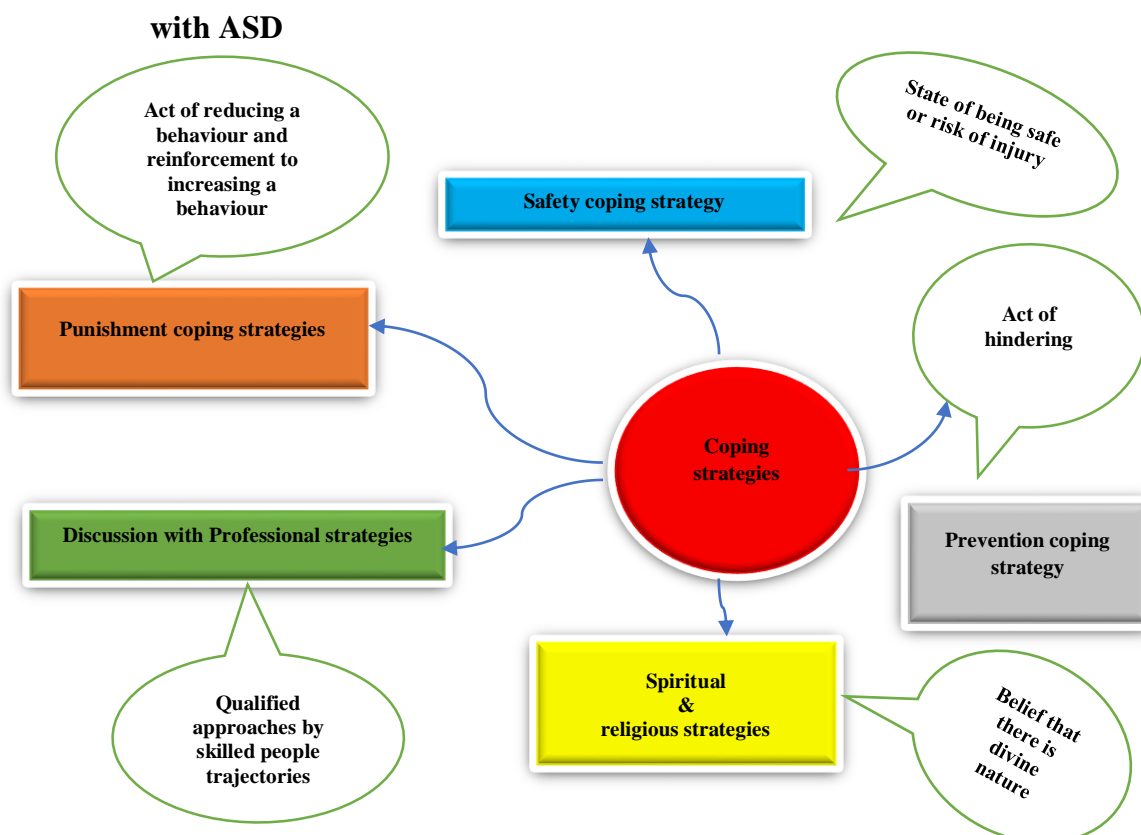 with ASD
Act of reducing a
behaviour and
reinforcement to
increasing a
behaviour
State of being safe
or risk of injury
Safety coping strategy
Punishment coping strategies
Act of
hindering
Coping
strategies
Discussion with Professional strategies
Prevention coping
strategy
Spiritual
&
religious strategies
Qualified
approaches by
skilled people
trajectories
Belief that
there is
divine
nature